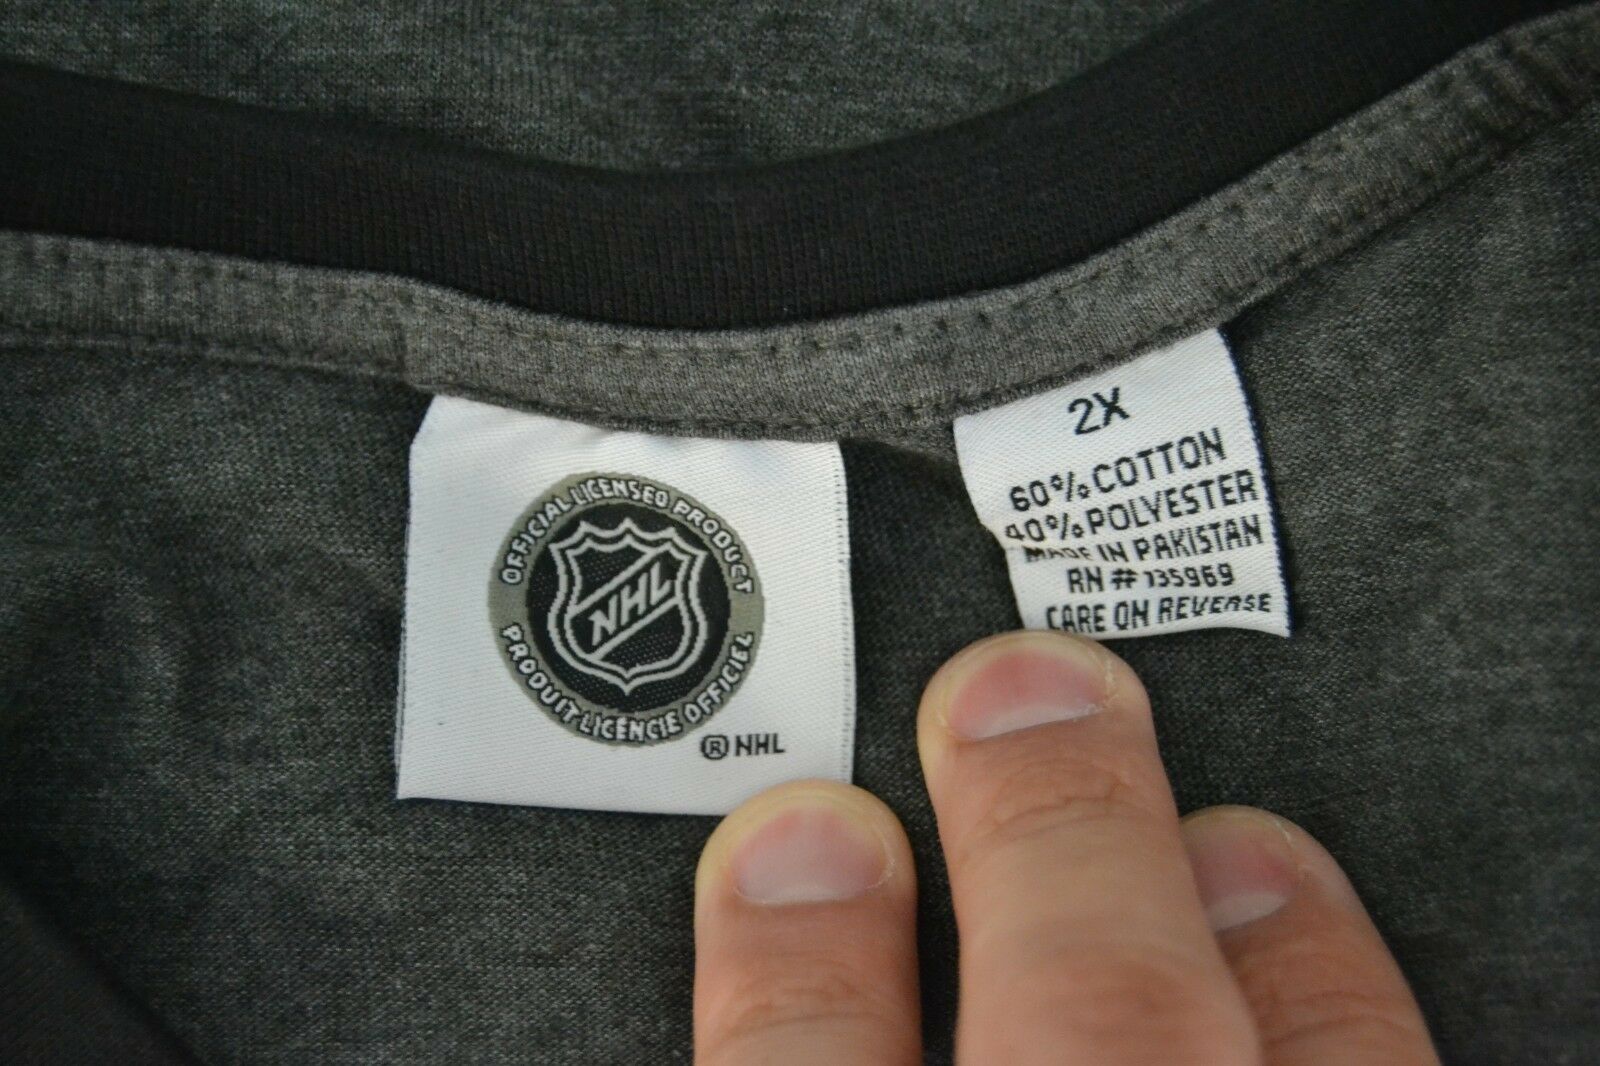 OFFICIAL LICENSED PRODUCT
NHL
PRODUIT LICENCIE OFFICIEL
® NHL
2X
60% COTTON
40% POLYESTER
MADE IN PAKISTAN
RN # 135969
CARE ON REVERSE